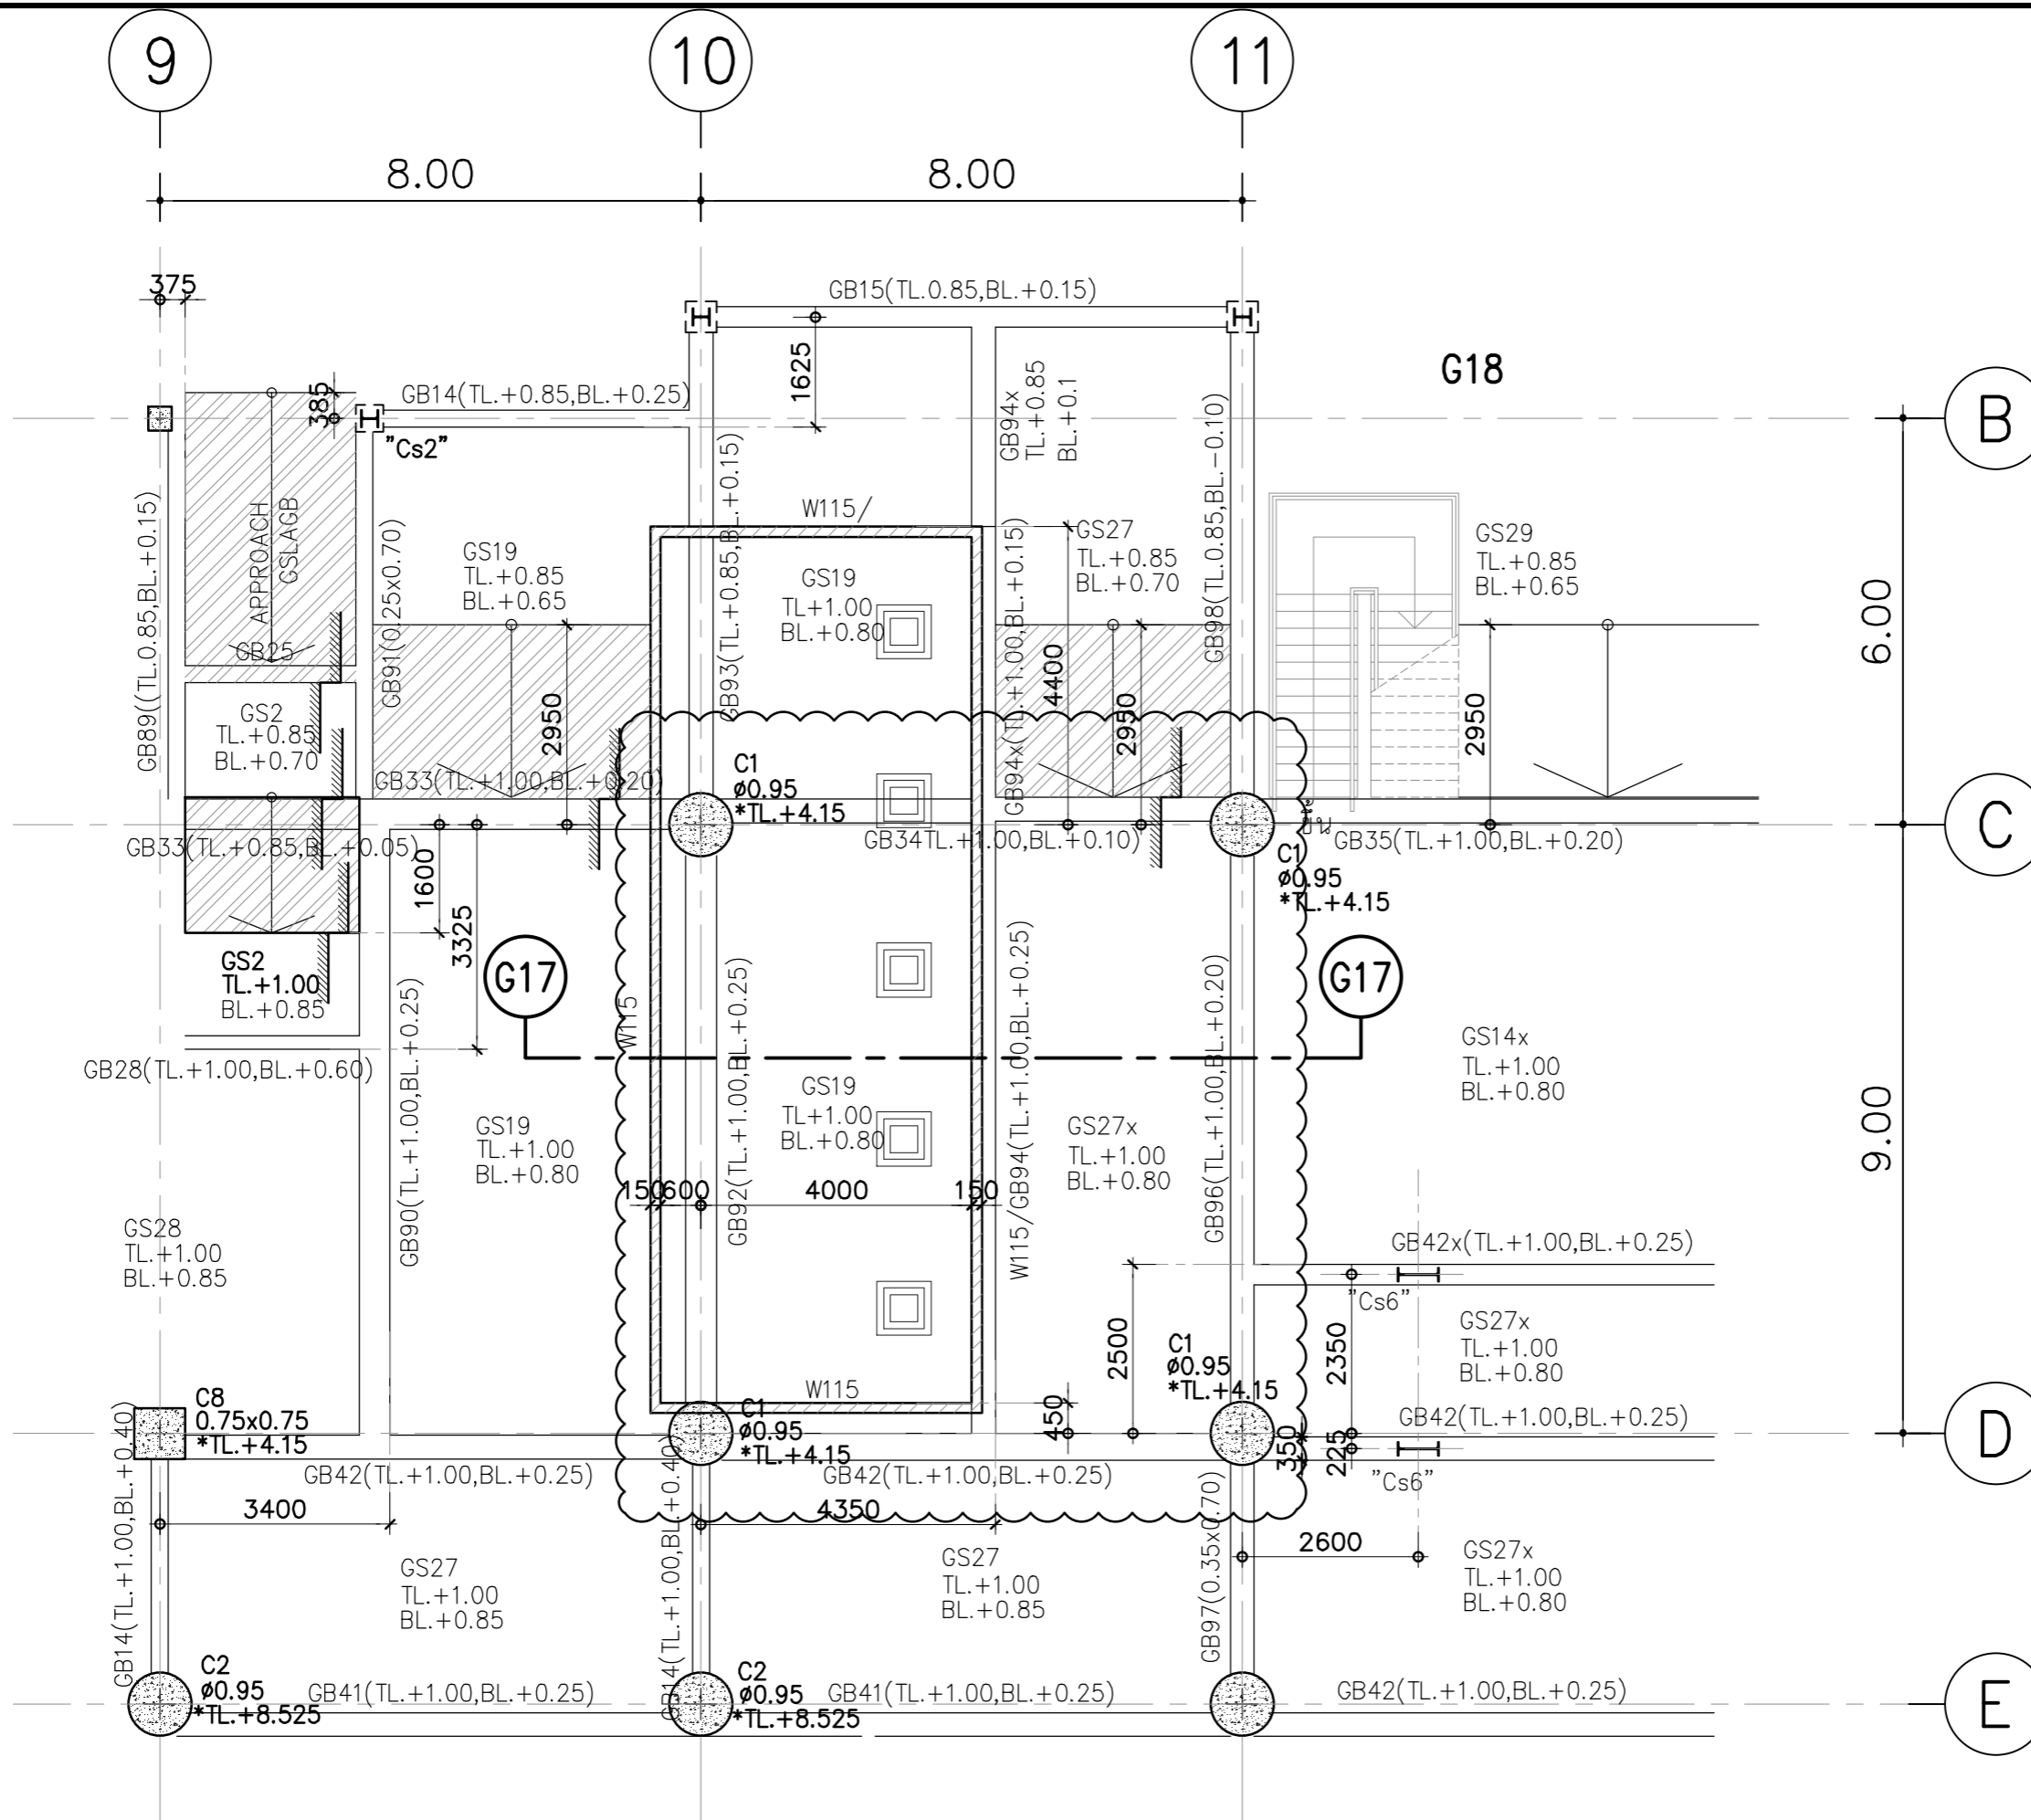 9
10
11
8.00
8.00
375
GB15(TL.0.85,BL.+0.15)
1625
GB94x
TL.+0.85
BL.+0.1
G18
385
GB14(TL.+0.85,BL.+0.25)
"Cs2"
B
GB89((TL.0.85,BL.+0.15)
APPROACH
GSLAGB
GB91(0.25x0.70)
GB93(TL.+0.85,BL.+0.15)
GB98(TL.0.85,BL.-0.10)
W115/
GS19
TL.+0.85
BL.+0.65
GS19
TL+1.00
BL.+0.80
GS27
TL.+0.85
BL.+0.70
GS29
TL.+0.85
BL.+0.65
GB94x(TL.+1.00,BL.+0.15)
4400
6.00
GB25
GS2
TL.+0.85
BL.+0.70
2950
2950
2950
C1
ø0.95
*TL.+4.15
GB33(TL.+1.00,BL.+0.20)
GB33(TL.+0.85,BL.+0.05)
GB34TL.+1.00,BL.+0.10)
ขึ้น
GB35(TL.+1.00,BL.+0.20)
C
C1
ø0.95
*TL.+4.15
1600
3325
GS2
TL.+1.00
BL.+0.85
G17
G17
GB28(TL.+1.00,BL.+0.60)
GB90(TL.+1.00,BL.+0.25)
W115
GB92(TL.+1.00,BL.+0.25)
W115/GB94(TL.+1.00,BL.+0.25)
GB96(TL.+1.00,BL.+0.20)
GS14x
TL.+1.00
BL.+0.80
9.00
GS19
TL.+1.00
BL.+0.80
GS19
TL+1.00
BL.+0.80
GS27x
TL.+1.00
BL.+0.80
150
600
4000
150
GS28
TL.+1.00
BL.+0.85
GB42x(TL.+1.00,BL.+0.25)
"Cs6"
2500
2350
GS27x
TL.+1.00
BL.+0.80
C1
ø0.95
*TL.+4.15
W115
C8
0.75x0.75
*TL.+4.15
C1
ø0.95
*TL.+4.15
450
GB42(TL.+1.00,BL.+0.25)
D
350
225
"Cs6"
GB42(TL.+1.00,BL.+0.25)
GB42(TL.+1.00,BL.+0.25)
3400
4350
2600
GB14(TL.+1.00,BL.+0.40)
GB14(TL.+1.00,BL.+0.40)
GB97(0.35x0.70)
GS27
TL.+1.00
BL.+0.85
GS27
TL.+1.00
BL.+0.85
GS27x
TL.+1.00
BL.+0.80
C2
ø0.95
*TL.+8.525
GB41(TL.+1.00,BL.+0.25)
C2
ø0.95
*TL.+8.525
GB41(TL.+1.00,BL.+0.25)
GB42(TL.+1.00,BL.+0.25)
E